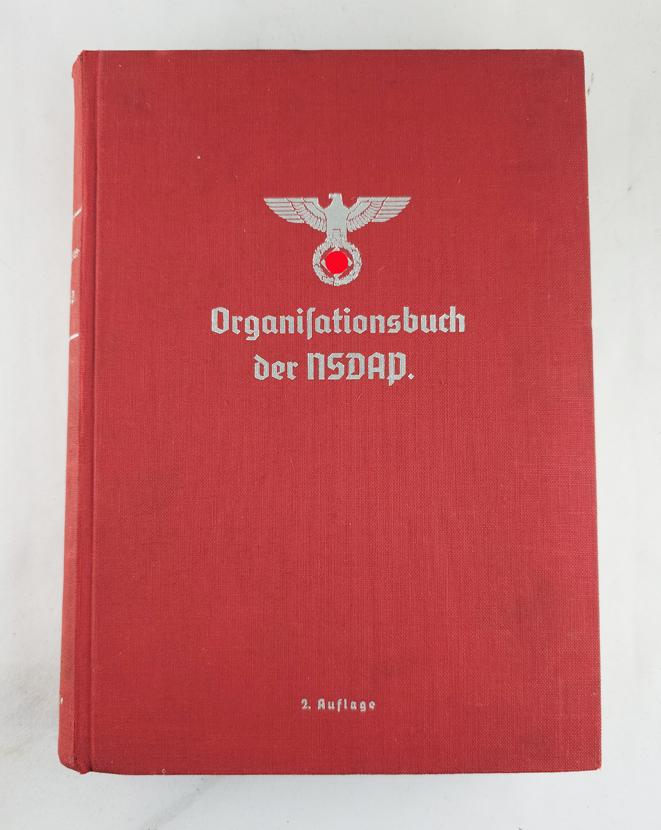 Organiſationsbuch
der NSDAP.
2. Auflage